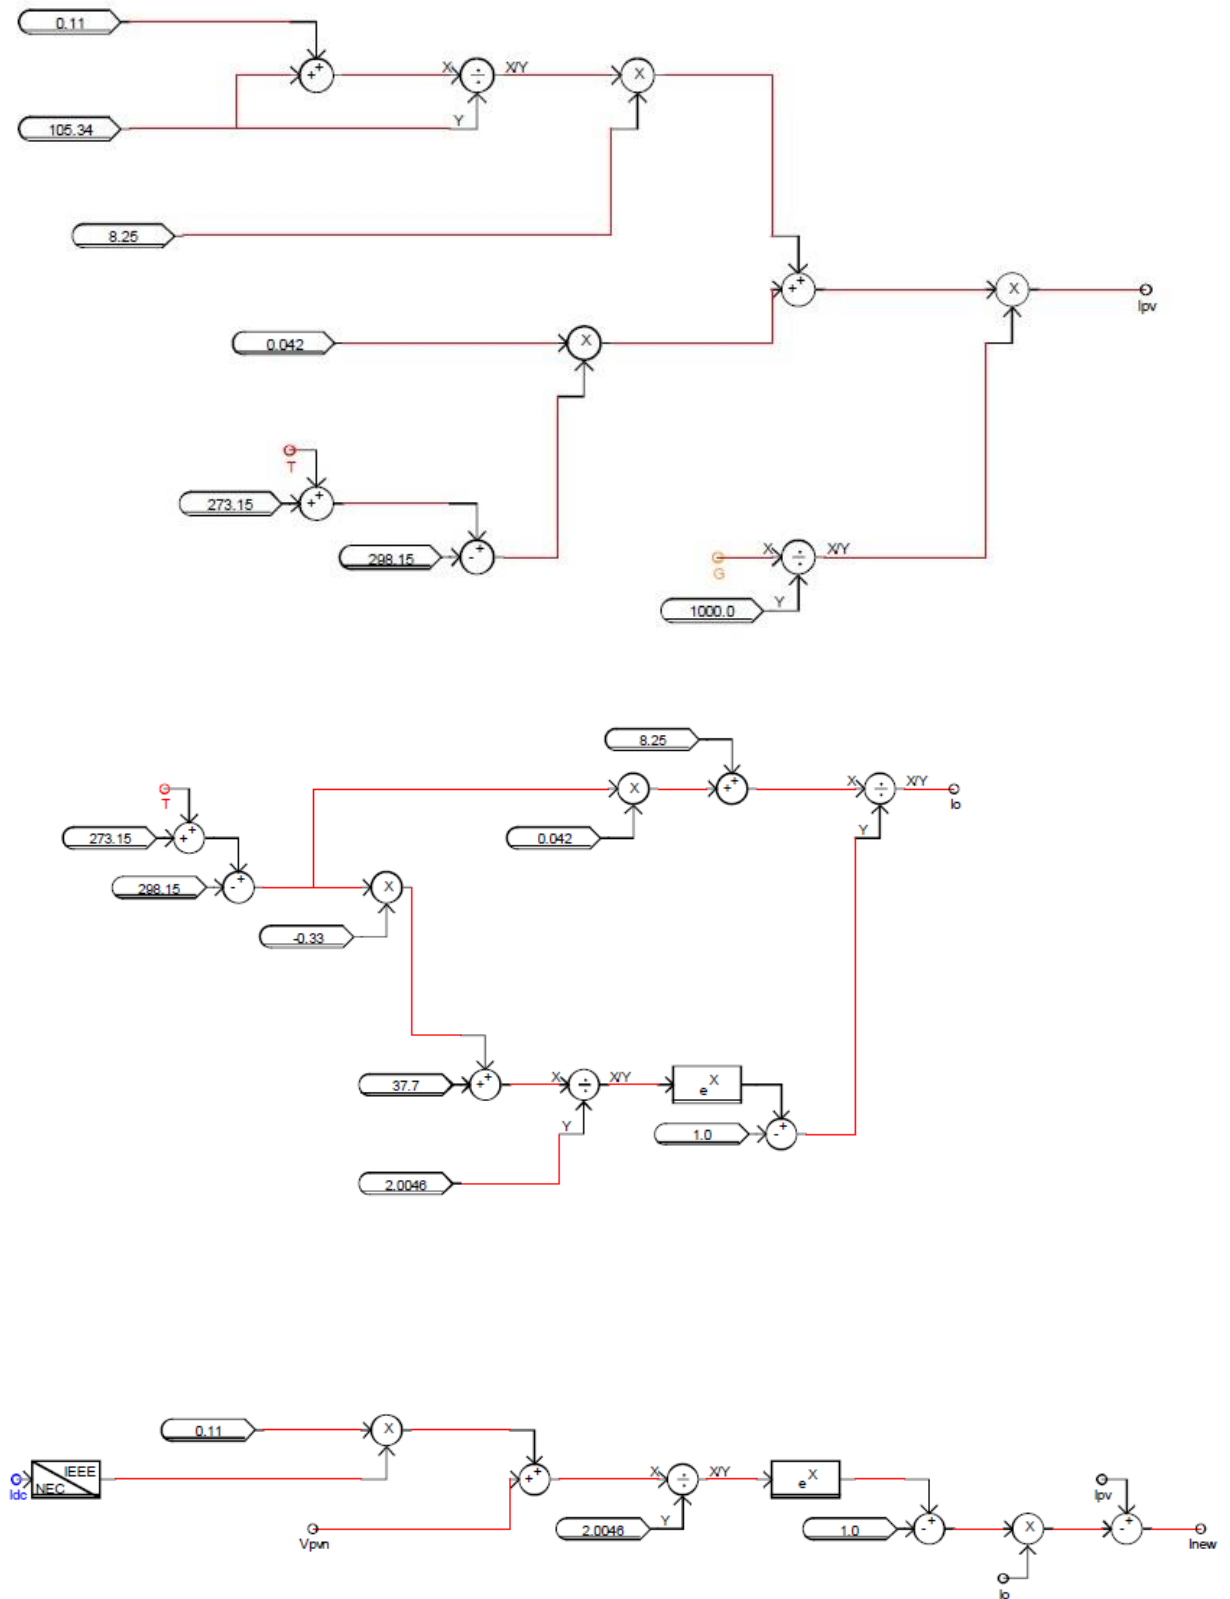 0.11
+ +
X ÷ X/Y
X
105.34
Y
8.25
+ +
X
Ipv
0.042
X
T
273.15
+ +
298.15
- +
G
X ÷ X/Y
1000.0
Y
8.25
T
X
+ +
X ÷ X/Y
Io
273.15
+ +
0.042
Y
298.15
- +
X
-0.33
37.7
+ +
X ÷ X/Y
e^X
Y
1.0
- +
2.0046
0.11
X
Idc
IEEE
NEC
+ +
X ÷ X/Y
e^X
Ipv
Vpvn
2.0046
Y
1.0
- +
X
- +
Inew
Io